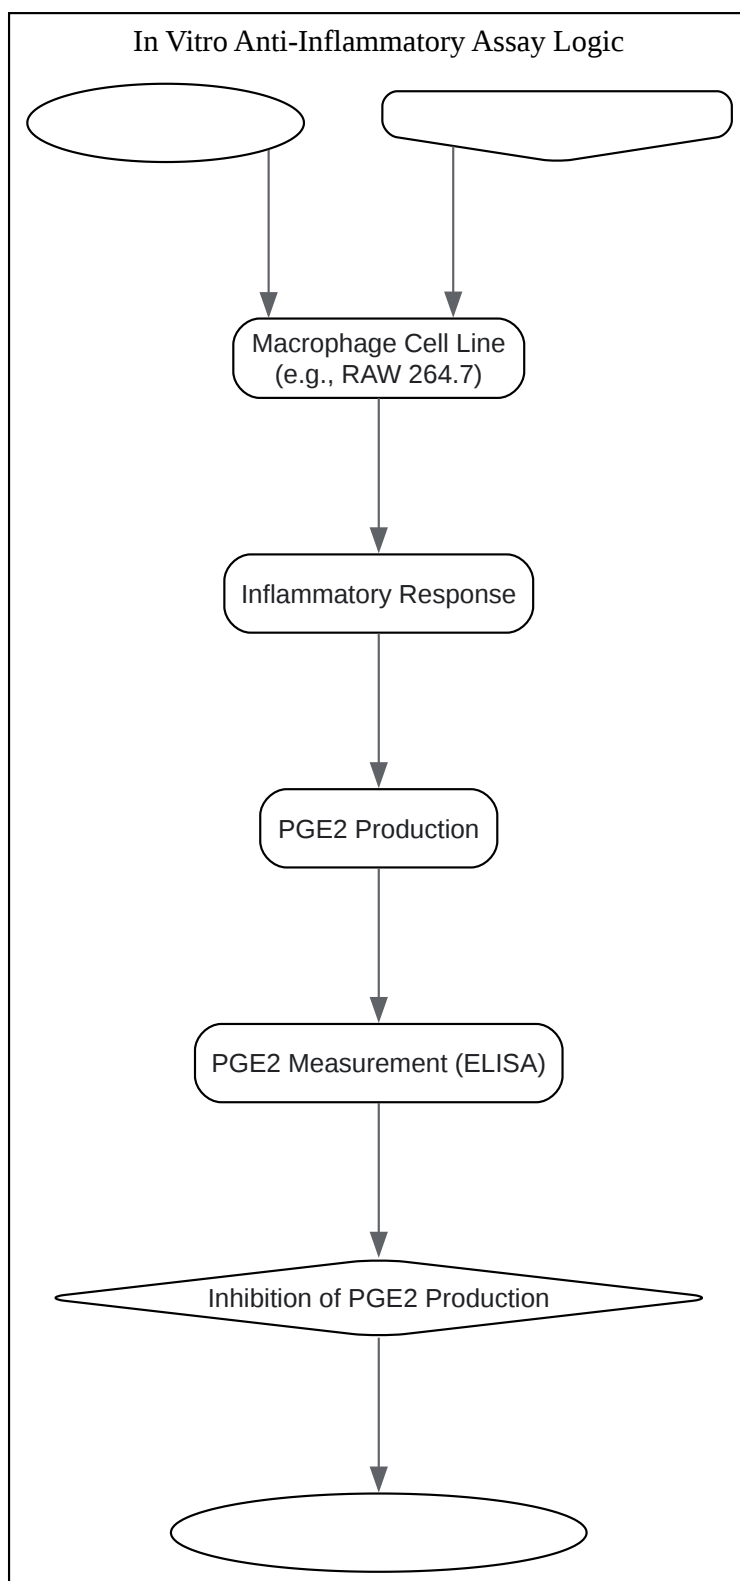 In Vitro Anti-Inflammatory Assay Logic
Macrophage Cell Line
(e.g., RAW 264.7)
Inflammatory Response
PGE2 Production
PGE2 Measurement (ELISA)
Inhibition of PGE2 Production